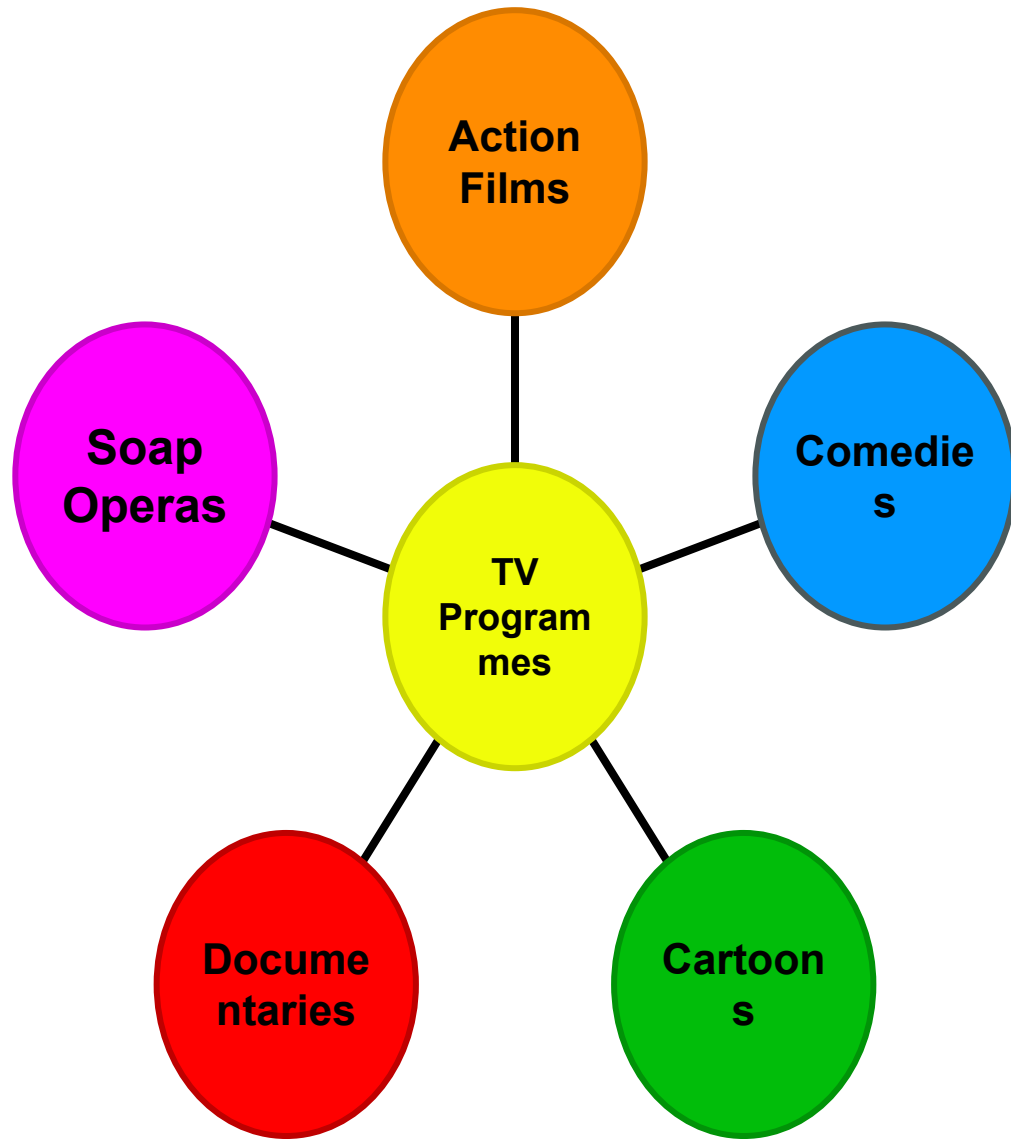 Action
Films
Soap
Operas
Comedie
s
TV
Program
mes
Docume
ntaries
Cartoon
s